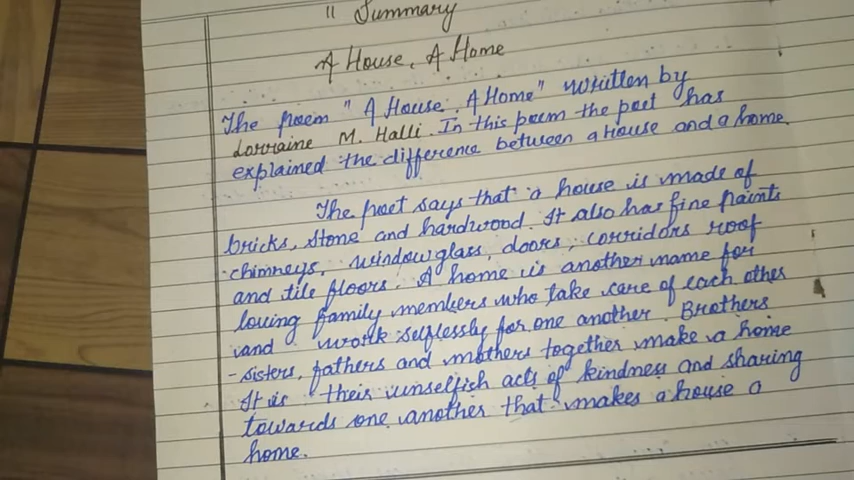 " Summary
A House, A Home
The poem " A House, A Home" written by
Lorraine M. Halli. In this poem the poet has
explained the difference between a House and a home.
The poet says that a house is made of
bricks, stone and hardwood. It also has fine paints
chimneys, window glass, doors, corridors roof
and tile floors. A home is another name for
loving family members who take care of each other
and work selflessly for one another. Brothers
- sisters, fathers and mothers together make a home
It is their unselfish acts of kindness and sharing
towards one another that makes a house a
home.